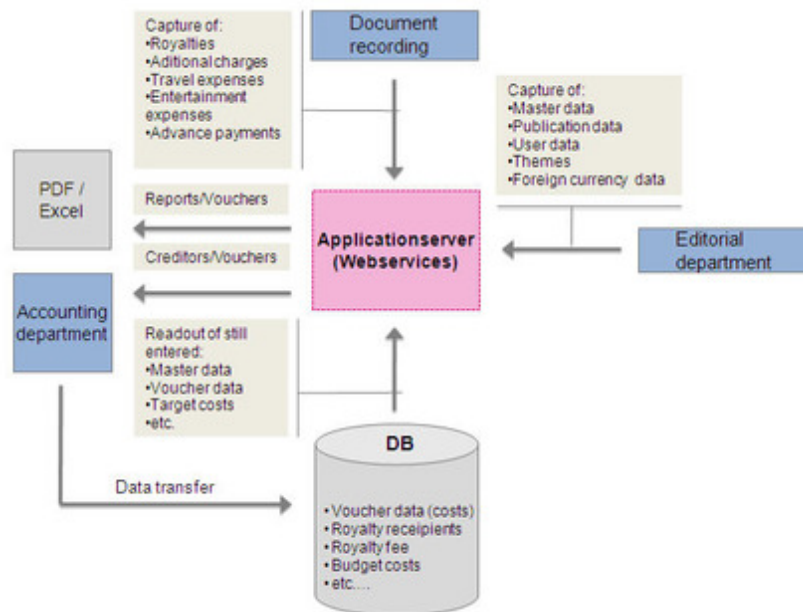 Capture of:
•Royalties
•Aditional charges
•Travel expenses
•Entertainment
expenses
•Advance payments
Document
recording
Capture of:
•Master data
•Publication data
•User data
•Themes
•Foreign currency data
PDF /
Excel
Reports/Vouchers
Applicationserver
(Webservices)
Editorial
department
Creditors/Vouchers
Accounting
department
Readout of still
entered:
•Master data
•Voucher data
•Target costs
•etc.
DB
Data transfer
• Voucher data (costs)
•Royalty receipients
•Royalty fee
•Budget costs
• etc....